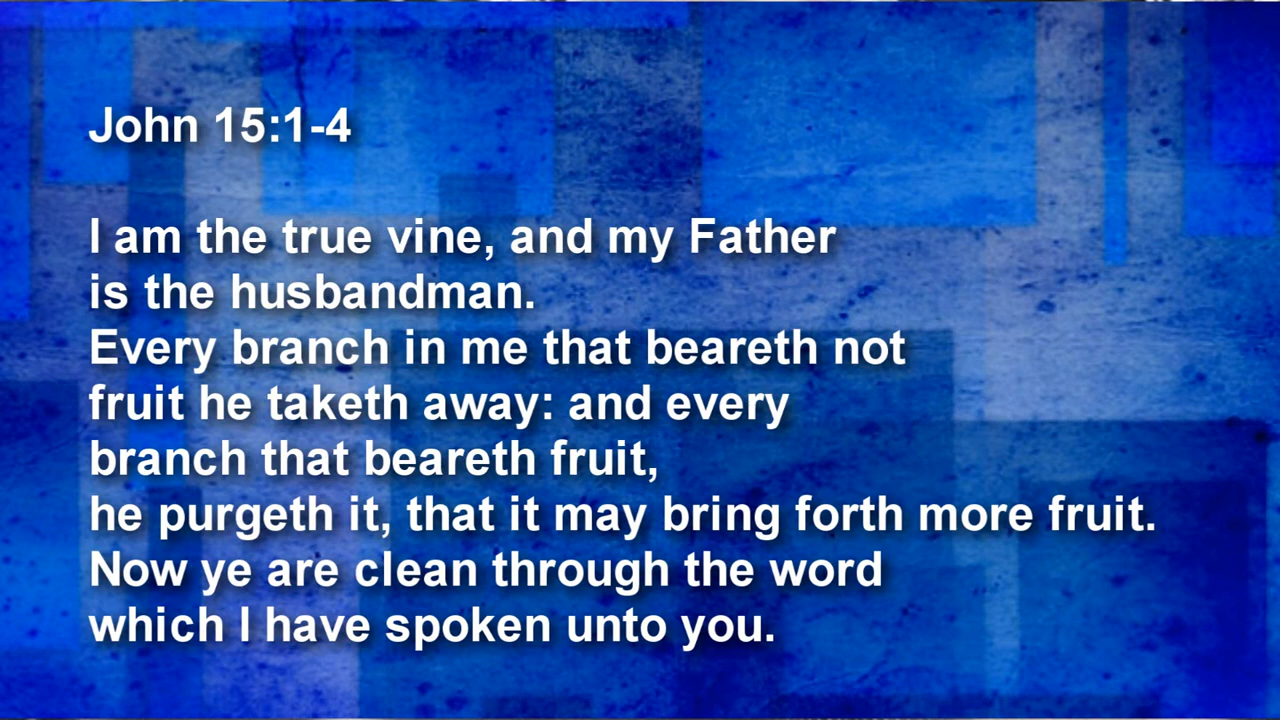 John 15:1-4
I am the true vine, and my Father
is the husbandman.
Every branch in me that beareth not
fruit he taketh away: and every
branch that beareth fruit,
he purgeth it, that it may bring forth more fruit.
Now ye are clean through the word
which I have spoken unto you.